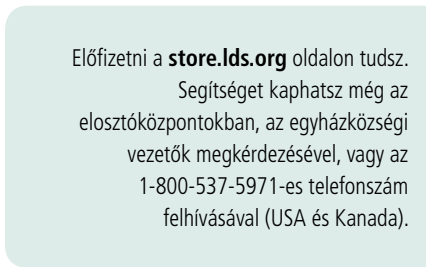 Előfizetni a store.lds.org oldalon tudsz.
Segítséget kaphatsz még az
elosztóközpontokban, az egyházközségi
vezetők megkérdezésével, vagy az
1-800-537-5971-es telefonszám
felhívásával (USA és Kanada).